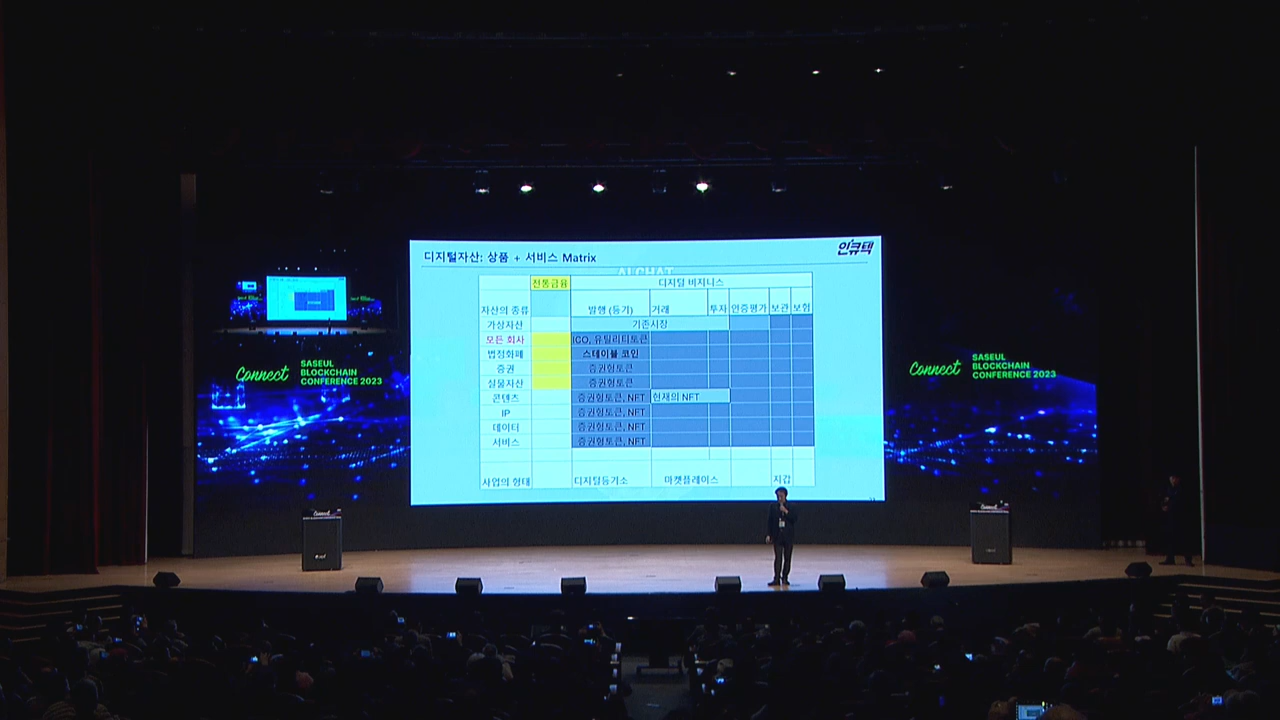 디지털자산: 상품 + 서비스 Matrix
인큐텍
전통금융 디지털 비지니스
자산의 종류 발행 (등기) 거래 투자 인증평가 보관 보험
가상자산 기존시장
모든 회사 ICO, 유틸리티토큰
법정화폐 스테이블 코인
증권 증권형토큰
실물자산 증권형토큰
콘텐츠 증권형토큰, NFT 현재의 NFT
IP 증권형토큰, NFT
데이터 증권형토큰, NFT
서비스 증권형토큰, NFT
사업의 형태 디지털등기소 마켓플레이스 지갑
Connect
SASEUL
BLOCKCHAIN
CONFERENCE 2023
Connect
SASEUL
BLOCKCHAIN
CONFERENCE 2023